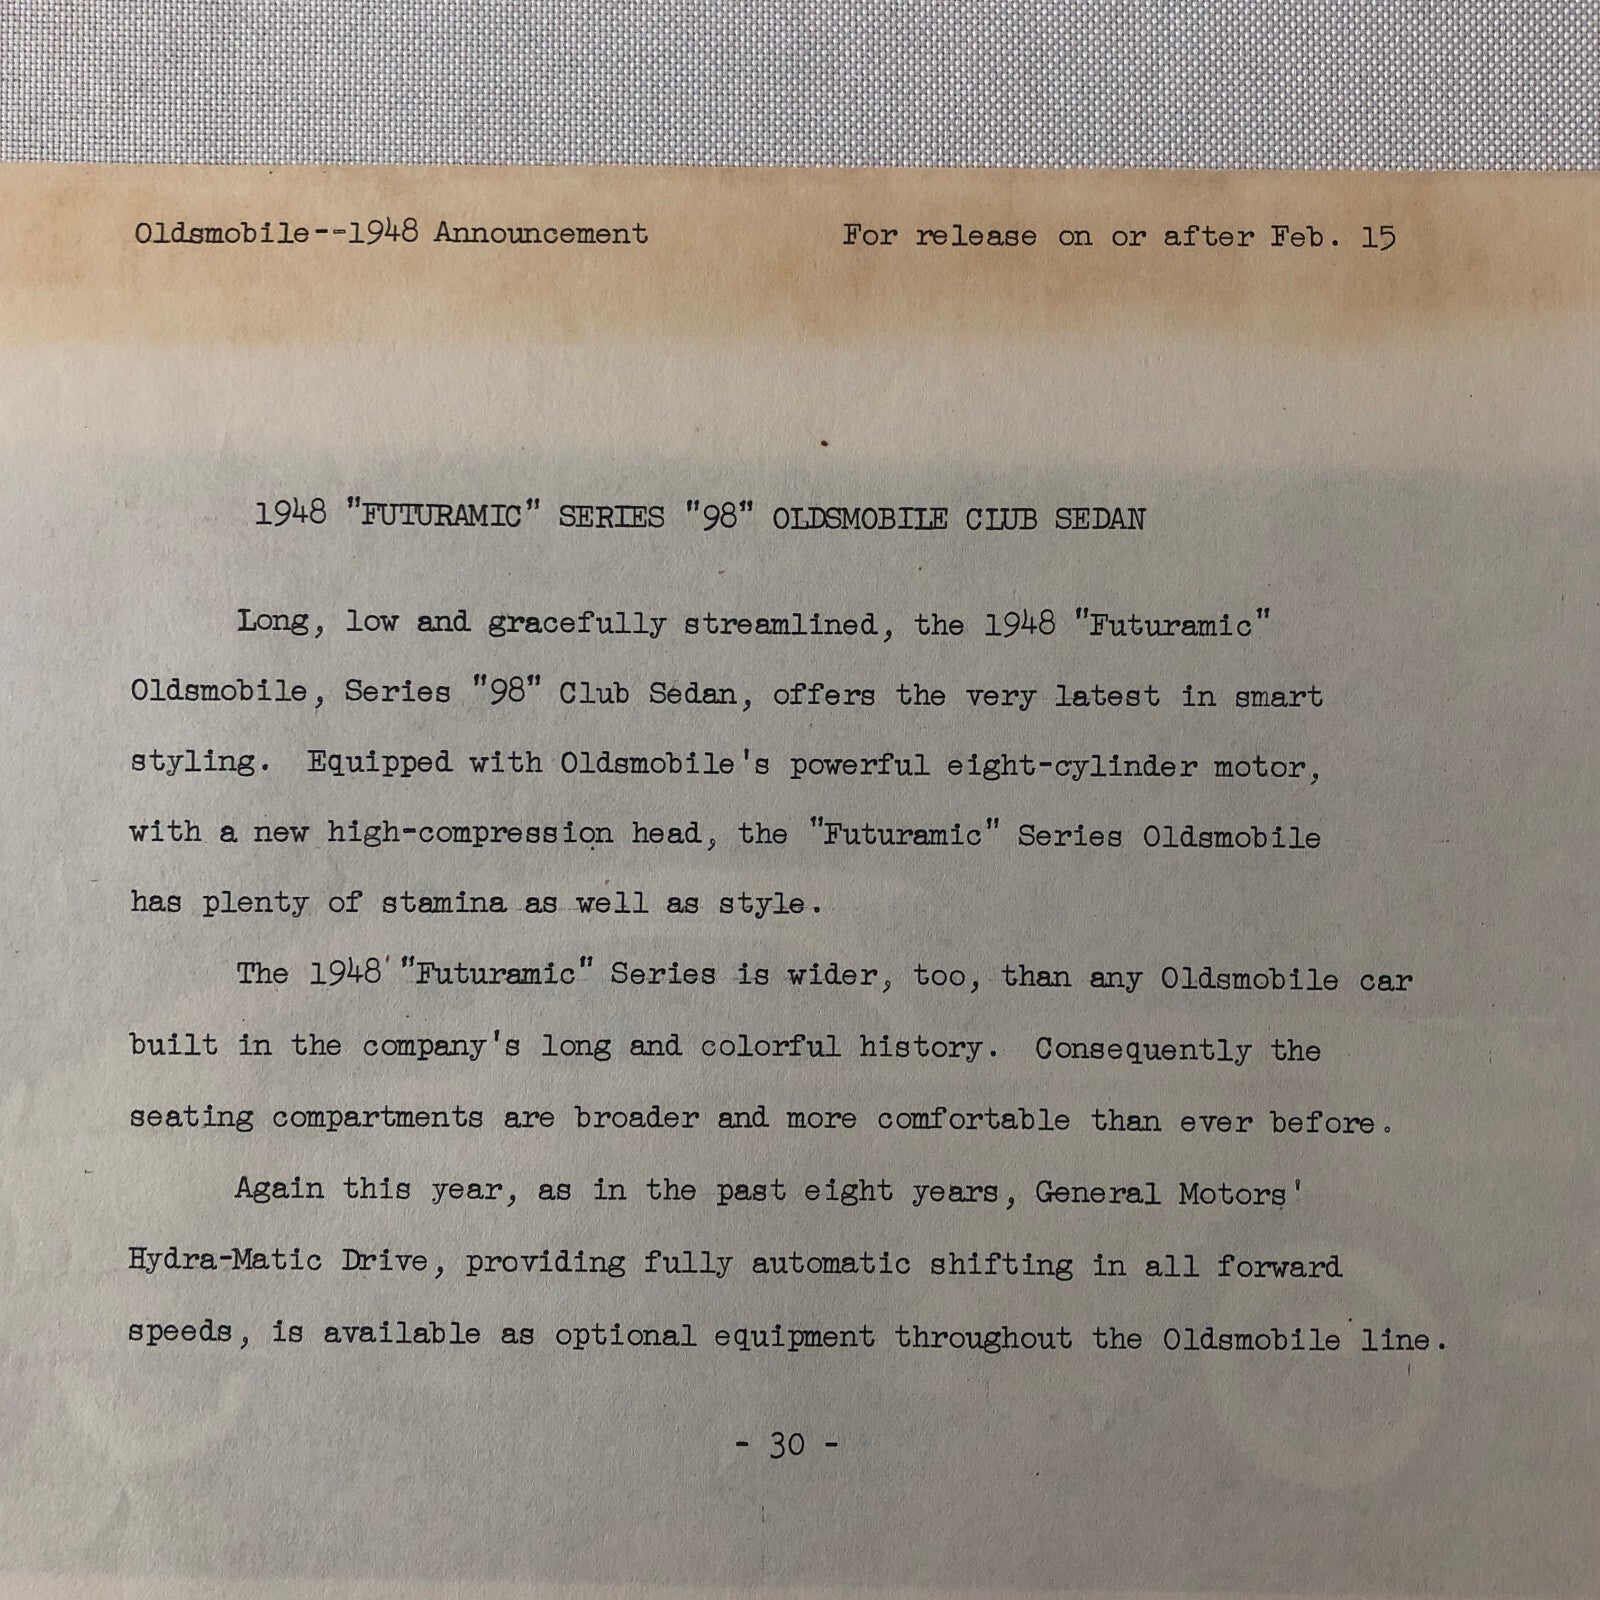 Oldsmobile--1948 Announcement For release on or after Feb. 15
1948 "FUTURAMIC" SERIES "98" OLDSMOBILE CLUB SEDAN
Long, low and gracefully streamlined, the 1948 "Futuramic"
Oldsmobile, Series "98" Club Sedan, offers the very latest in smart
styling. Equipped with Oldsmobile's powerful eight-cylinder motor,
with a new high-compression head, the "Futuramic" Series Oldsmobile
has plenty of stamina as well as style.
The 1948 "Futuramic" Series is wider, too, than any Oldsmobile car
built in the company's long and colorful history. Consequently the
seating compartments are broader and more comfortable than ever before.
Again this year, as in the past eight years, General Motors'
Hydra-Matic Drive, providing fully automatic shifting in all forward
speeds, is available as optional equipment throughout the Oldsmobile line.
- 30 -